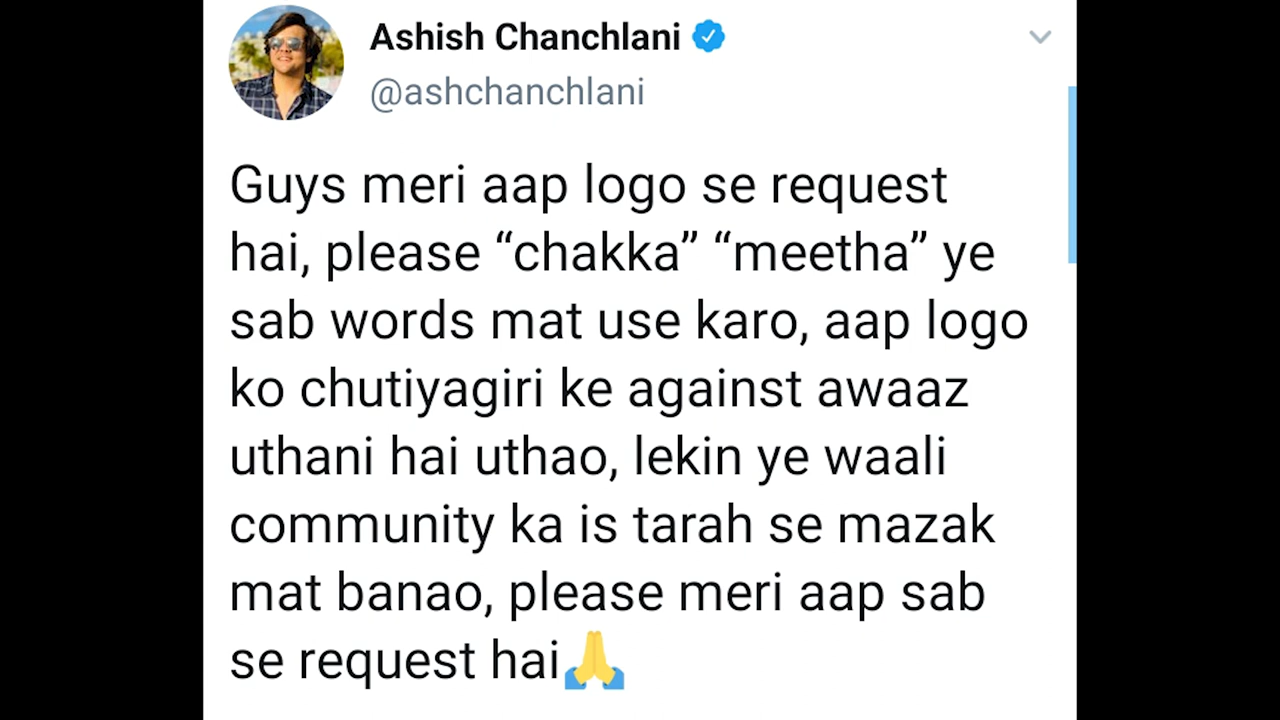 Ashish Chanchlani
@ashchanchlani
Guys meri aap logo se request
hai, please “chakka” “meetha” ye
sab words mat use karo, aap logo
ko chutiyagiri ke against awaaz
uthani hai uthao, lekin ye waali
community ka is tarah se mazak
mat banao, please meri aap sab
se request hai🙏